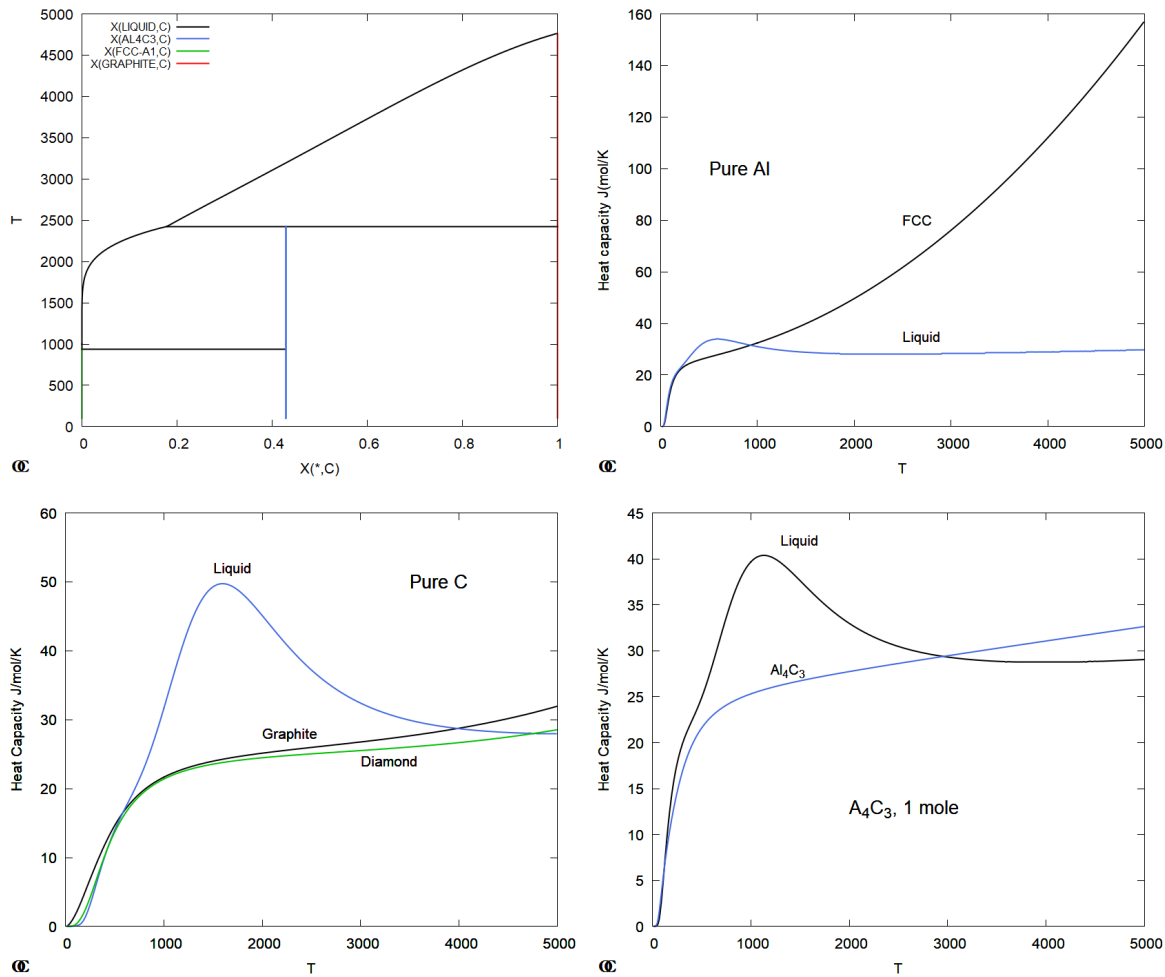 X(LIQUID,C)
X(AL4C3,C)
X(FCC-A1,C)
X(GRAPHITE,C)
5000
4500
4000
3500
3000
2500
2000
1500
1000
500
0
T
0 0.2 0.4 0.6 0.8 1
X(*,C)
OC
160
140
120
100
80
60
40
20
0
Heat capacity J(mol/K)
Pure Al
FCC
Liquid
0 1000 2000 3000 4000 5000
T
OC
60
50
40
30
20
10
0
Heat Capacity J/mol/K
Liquid
Pure C
Graphite
Diamond
0 1000 2000 3000 4000 5000
T
OC
45
40
35
30
25
20
15
10
5
0
Heat Capacity J/mol/K
Liquid
Al₄C₃
A₄C₃, 1 mole
0 1000 2000 3000 4000 5000
T
OC